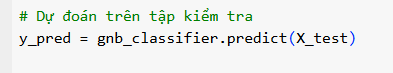 # Dự đoán trên tập kiểm tra
y_pred = gnb_classifier.predict(X_test)